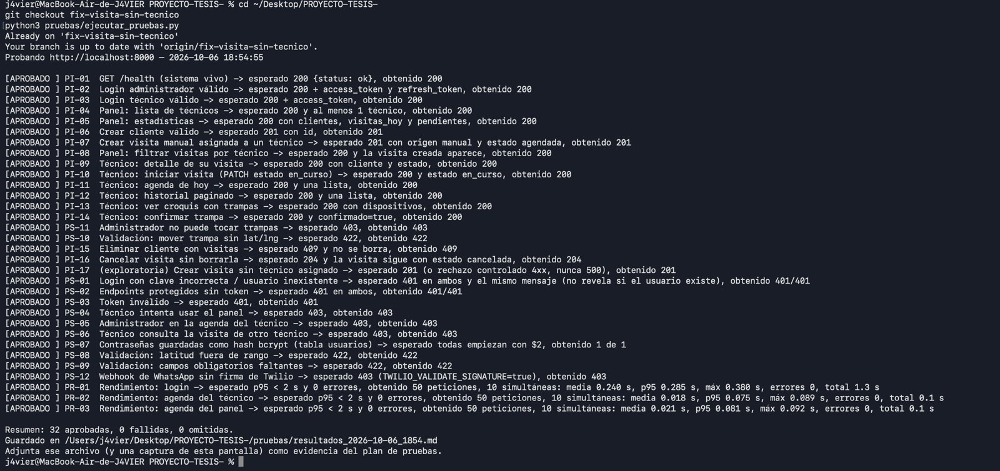 j4vier@MacBook-Air-de-J4VIER PROYECTO-TESIS- % cd ~/Desktop/PROYECTO-TESIS-
git checkout fix-visita-sin-tecnico
[python3 pruebas/ejecutar_pruebas.py
Already on 'fix-visita-sin-tecnico'
Your branch is up to date with 'origin/fix-visita-sin-tecnico'.
Probando http://localhost:8000 — 2026-10-06 18:54:55

[APROBADO ] PI-01  GET /health (sistema vivo) -> esperado 200 {status: ok}, obtenido 200
[APROBADO ] PI-02  Login administrador válido -> esperado 200 + access_token y refresh_token, obtenido 200
[APROBADO ] PI-03  Login técnico válido -> esperado 200 + access_token, obtenido 200
[APROBADO ] PI-04  Panel: lista de técnicos -> esperado 200 y al menos 1 técnico, obtenido 200
[APROBADO ] PI-05  Panel: estadísticas -> esperado 200 con clientes, visitas_hoy y pendientes, obtenido 200
[APROBADO ] PI-06  Crear cliente válido -> esperado 201 con id, obtenido 201
[APROBADO ] PI-07  Crear visita manual asignada a un técnico -> esperado 201 con origen manual y estado agendada, obtenido 201
[APROBADO ] PI-08  Panel: filtrar visitas por técnico -> esperado 200 y la visita creada aparece, obtenido 200
[APROBADO ] PI-09  Técnico: detalle de su visita -> esperado 200 con cliente y estado, obtenido 200
[APROBADO ] PI-10  Técnico: iniciar visita (PATCH estado en_curso) -> esperado 200 y estado en_curso, obtenido 200
[APROBADO ] PI-11  Técnico: agenda de hoy -> esperado 200 y una lista, obtenido 200
[APROBADO ] PI-12  Técnico: historial paginado -> esperado 200 y una lista, obtenido 200
[APROBADO ] PI-13  Técnico: ver croquis con trampas -> esperado 200 con dispositivos, obtenido 200
[APROBADO ] PI-14  Técnico: confirmar trampa -> esperado 200 y confirmado=true, obtenido 200
[APROBADO ] PS-11  Administrador no puede tocar trampas -> esperado 403, obtenido 403
[APROBADO ] PS-10  Validación: mover trampa sin lat/lng -> esperado 422, obtenido 422
[APROBADO ] PI-15  Eliminar cliente con visitas -> esperado 409 y no se borra, obtenido 409
[APROBADO ] PI-16  Cancelar visita sin borrarla -> esperado 204 y la visita sigue con estado cancelada, obtenido 204
[APROBADO ] PI-17  (exploratoria) Crear visita sin técnico asignado -> esperado 201 (o rechazo controlado 4xx, nunca 500), obtenido 201
[APROBADO ] PS-01  Login con clave incorrecta / usuario inexistente -> esperado 401 en ambos y el mismo mensaje (no revela si el usuario existe), obtenido 401/401
[APROBADO ] PS-02  Endpoints protegidos sin token -> esperado 401 en ambos, obtenido 401/401
[APROBADO ] PS-03  Token inválido -> esperado 401, obtenido 401
[APROBADO ] PS-04  Técnico intenta usar el panel -> esperado 403, obtenido 403
[APROBADO ] PS-05  Administrador en la agenda del técnico -> esperado 403, obtenido 403
[APROBADO ] PS-06  Técnico consulta la visita de otro técnico -> esperado 403, obtenido 403
[APROBADO ] PS-07  Contraseñas guardadas como hash bcrypt (tabla usuarios) -> esperado todas empiezan con $2, obtenido 1 de 1
[APROBADO ] PS-08  Validación: latitud fuera de rango -> esperado 422, obtenido 422
[APROBADO ] PS-09  Validación: campos obligatorios faltantes -> esperado 422, obtenido 422
[APROBADO ] PS-12  Webhook de WhatsApp sin firma de Twilio -> esperado 403 (TWILIO_VALIDATE_SIGNATURE=true), obtenido 403
[APROBADO ] PR-01  Rendimiento: login -> esperado p95 < 2 s y 0 errores, obtenido 50 peticiones, 10 simultáneas: media 0.240 s, p95 0.285 s, máx 0.380 s, errores 0, total 1.3 s
[APROBADO ] PR-02  Rendimiento: agenda del técnico -> esperado p95 < 2 s y 0 errores, obtenido 50 peticiones, 10 simultáneas: media 0.018 s, p95 0.075 s, máx 0.089 s, errores 0, total 0.1 s
[APROBADO ] PR-03  Rendimiento: agenda del panel -> esperado p95 < 2 s y 0 errores, obtenido 50 peticiones, 10 simultáneas: media 0.021 s, p95 0.081 s, máx 0.092 s, errores 0, total 0.1 s

Resumen: 32 aprobadas, 0 fallidas, 0 omitidas.
Guardado en /Users/j4vier/Desktop/PROYECTO-TESIS-/pruebas/resultados_2026-10-06_1854.md
Adjunta ese archivo (y una captura de esta pantalla) como evidencia del plan de pruebas.
j4vier@MacBook-Air-de-J4VIER PROYECTO-TESIS- %